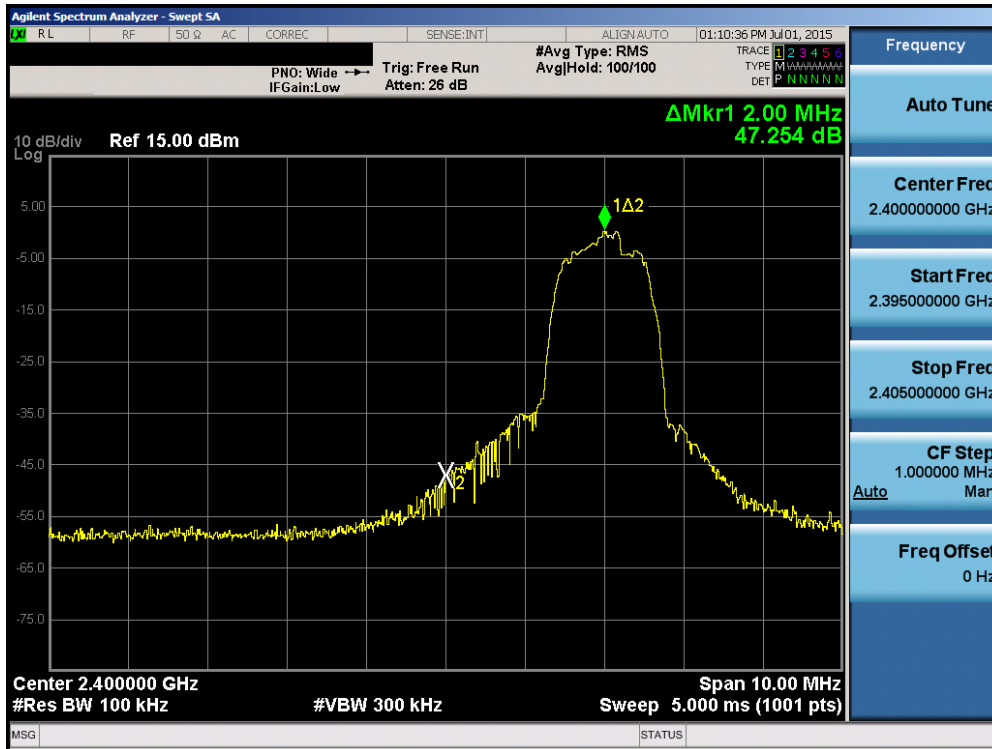 Agilent Spectrum Analyzer - Swept SA
LXI RL RF 50 Ω AC CORREC SENSE:INT ALIGN AUTO 01:10:36 PM Jul 01, 2015
PNO: Wide
IFGain:Low
Trig: Free Run
Atten: 26 dB
#Avg Type: RMS
Avg|Hold: 100/100
TRACE 1 2 3 4 5 6
TYPE M
DET P N N N N N
ΔMkr1 2.00 MHz
47.254 dB
10 dB/div Ref 15.00 dBm
Log
5.00
-5.00
-15.0
-25.0
-35.0
-45.0
-55.0
-65.0
-75.0
1Δ2
X2
Center 2.400000 GHz Span 10.00 MHz
#Res BW 100 kHz #VBW 300 kHz Sweep 5.000 ms (1001 pts)
MSG STATUS
Frequency
Auto Tune
Center Freq
2.400000000 GHz
Start Freq
2.395000000 GHz
Stop Freq
2.405000000 GHz
CF Step
1.000000 MHz
Auto Man
Freq Offset
0 Hz